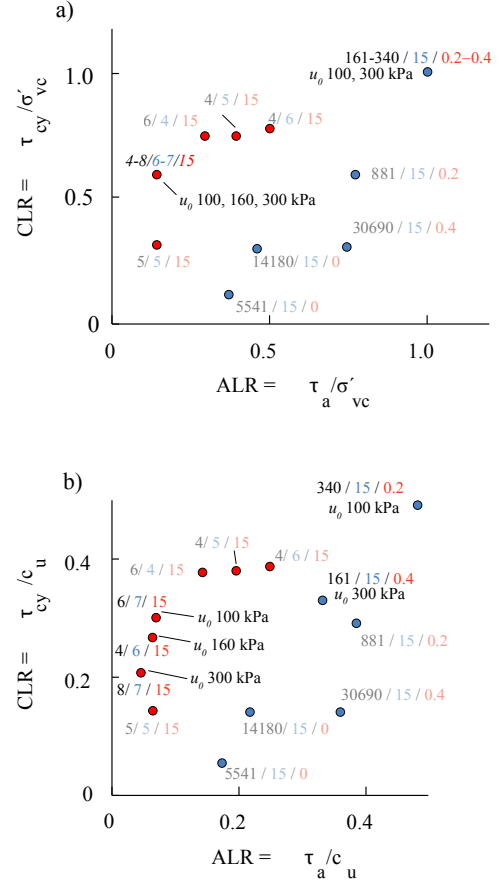 a)
161-340 / 15 / 0.2–0.4
u0 100, 300 kPa
1.0
4/ 5 / 15
6/ 4 / 15
4/ 6 / 15
4-8/6-7/15
881 / 15 / 0.2
u0 100, 160, 300 kPa
0.5
30690 / 15 / 0.4
5/ 5 / 15
14180/ 15 / 0
5541 / 15 / 0
0
0
0.5
1.0
CLR = τcy/σ′vc
ALR = τa/σ′vc
b)
340 / 15 / 0.2
u0 100 kPa
4/ 5 / 15
4/ 6 / 15
0.4
6/ 4 / 15
161 / 15 / 0.4
u0 300 kPa
6/ 7/ 15
u0 100 kPa
4/ 6 / 15
u0 160 kPa
881 / 15 / 0.2
u0 300 kPa
8/ 7 / 15
0.2
30690 / 15 / 0.4
5/ 5 / 15
14180/ 15 / 0
5541 / 15 / 0
0
0
0.2
0.4
CLR = τcy/cu
ALR = τa/cu